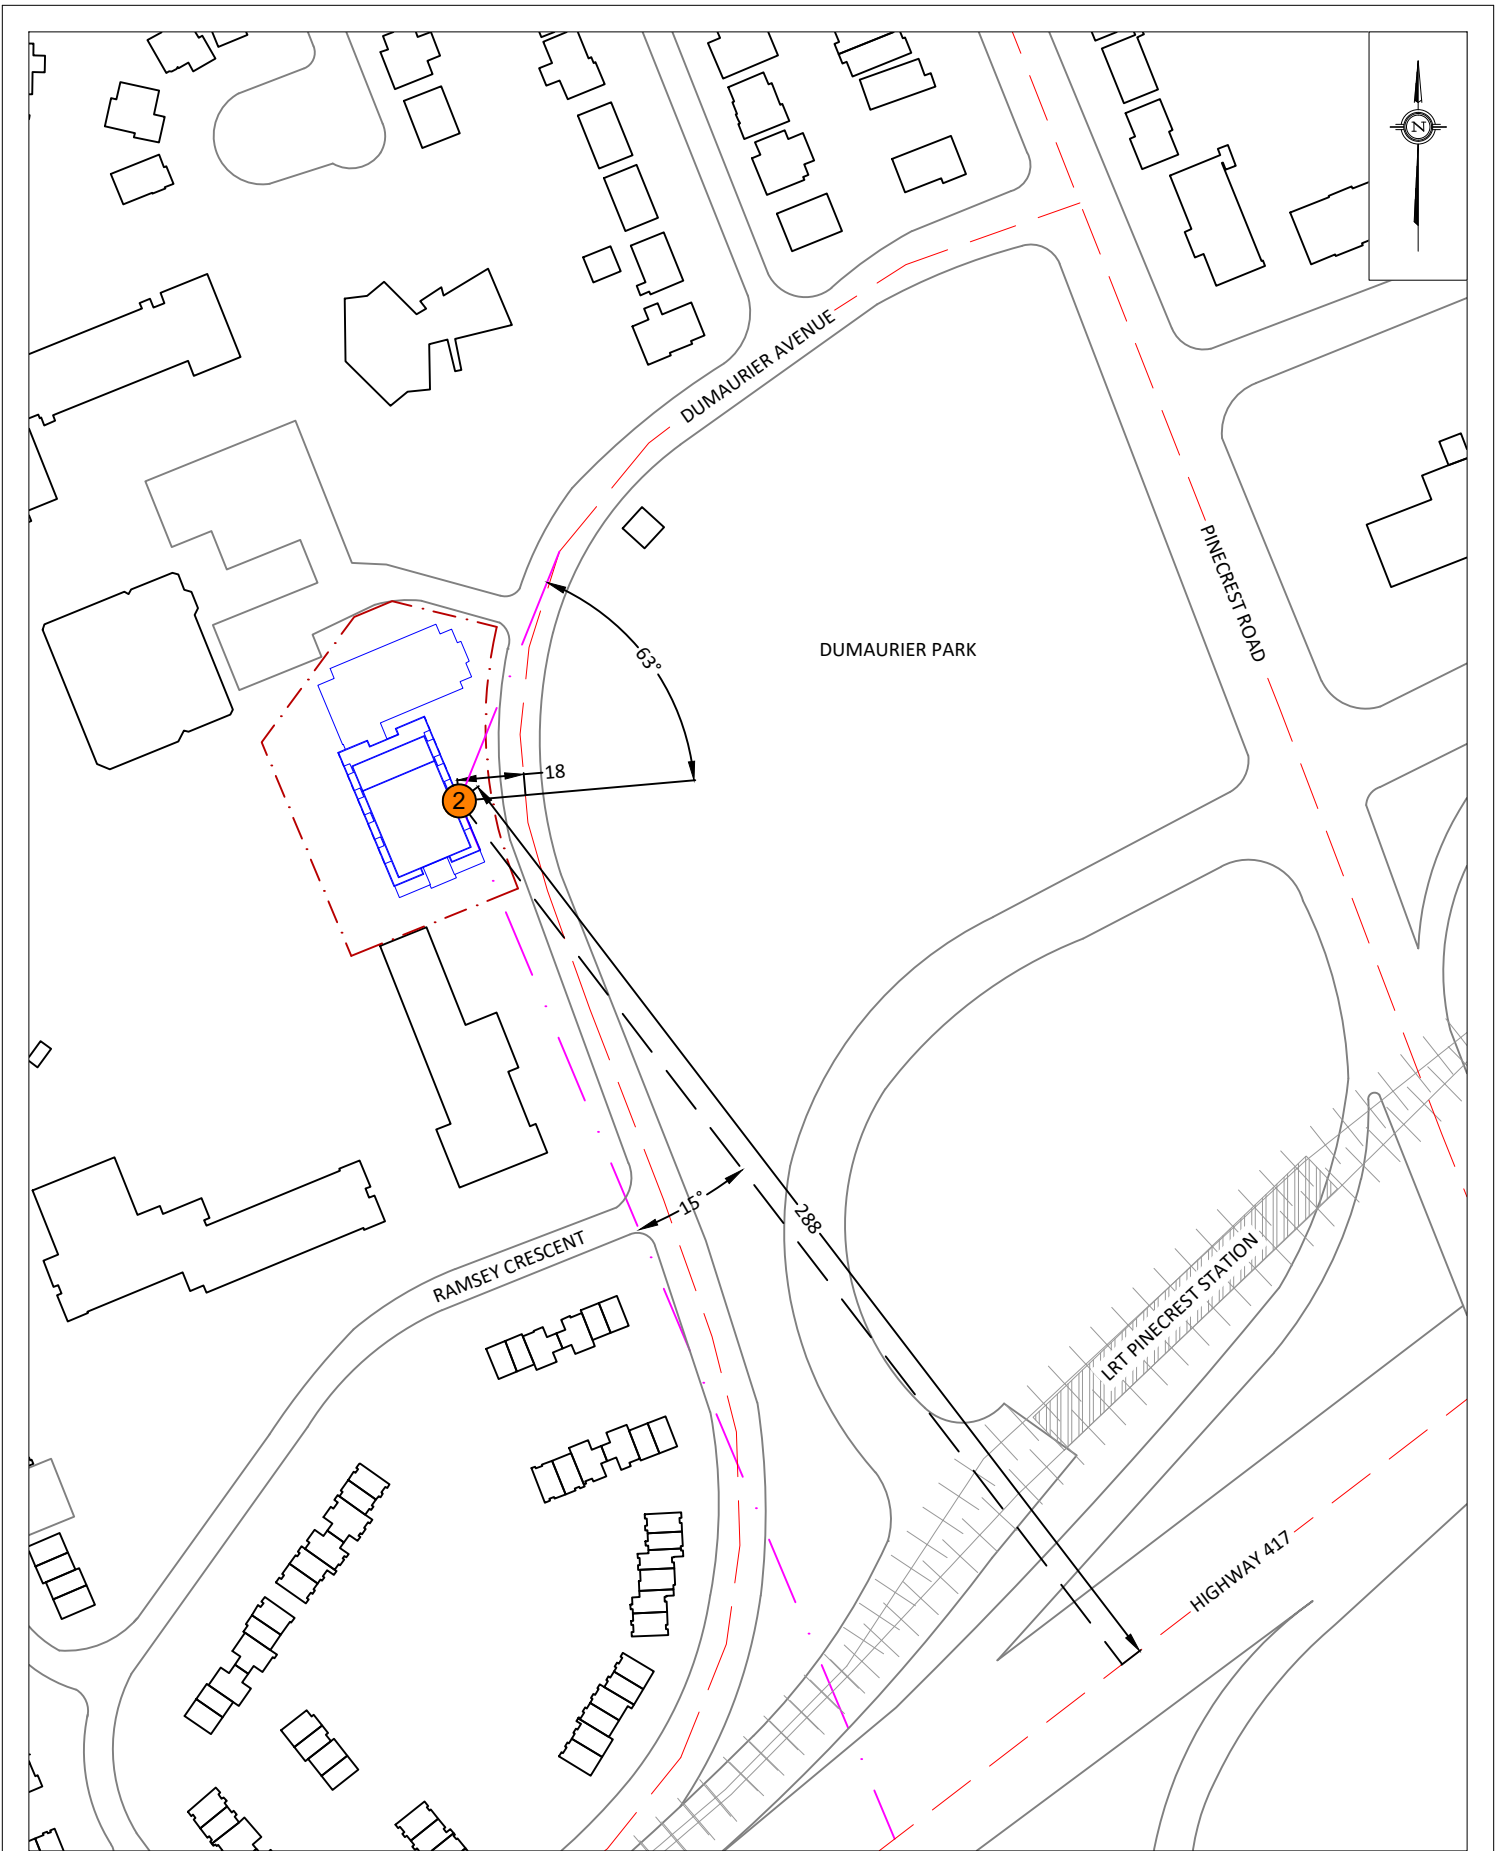 N
DUMAURIER AVENUE
PINECREST ROAD
63°
DUMAURIER PARK
18
2
15°
288
RAMSEY CRESCENT
LRT PINECREST STATION
HIGHWAY 417